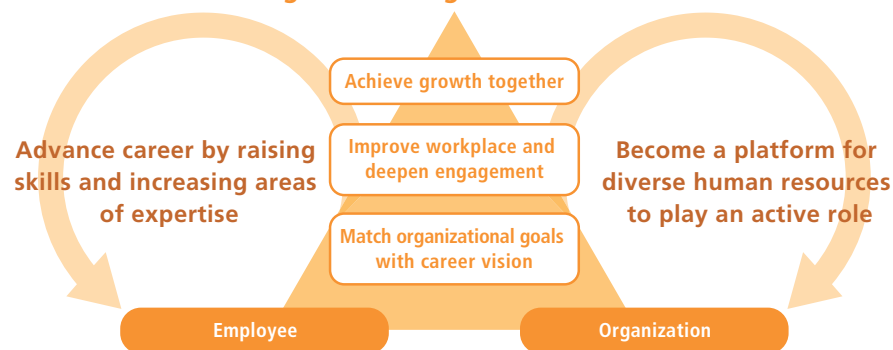 Achieve growth together
Improve workplace and
deepen engagement
Match organizational goals
with career vision
Advance career by raising
skills and increasing areas
of expertise
Become a platform for
diverse human resources
to play an active role
Employee
Organization